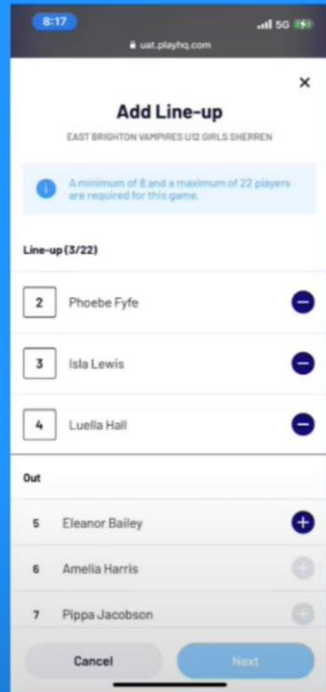 8:17
5G
uat.playhq.com
Add Line-up
EAST BRIGHTON VAMPIRES U12 GIRLS SHERREN
A minimum of 8 and a maximum of 22 players
are required for this game.
Line-up (3/22)
2 Phoebe Fyfe
3 Isla Lewis
4 Luella Hall
Out
5 Eleanor Bailey
6 Amelia Harris
7 Pippa Jacobson
Cancel Next